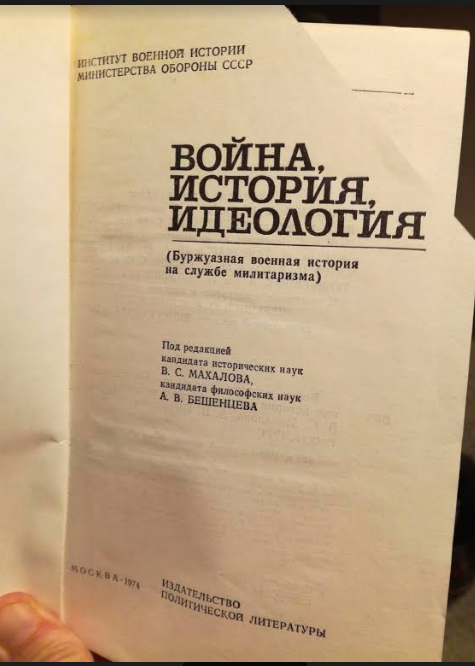 ИНСТИТУТ ВОЕННОЙ ИСТОРИИ
МИНИСТЕРСТВА ОБОРОНЫ СССР
ВОЙНА,
ИСТОРИЯ,
ИДЕОЛОГИЯ
(Буржуазная военная история
на службе милитаризма)
Под редакцией
кандидата исторических наук
В. С. МАХАЛОВА,
кандидата философских наук
А. В. БЕШЕНЦЕВА
МОСКВА·1974
ИЗДАТЕЛЬСТВО
ПОЛИТИЧЕСКОЙ ЛИТЕРАТУРЫ